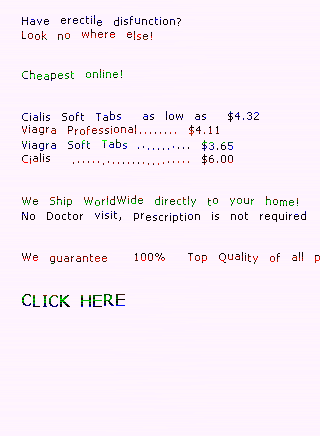 Have erectile disfunction?
Look no where else!
Cheapest online!
Cialis Soft Tabs as low as $4.32
Viagra Professional........ $4.11
Viagra Soft Tabs .......... $3.65
Cialis ...................... $6.00
We Ship WorldWide directly to your home!
No Doctor visit, prescription is not required
We guarantee 100% Top Quality of all p
CLICK HERE